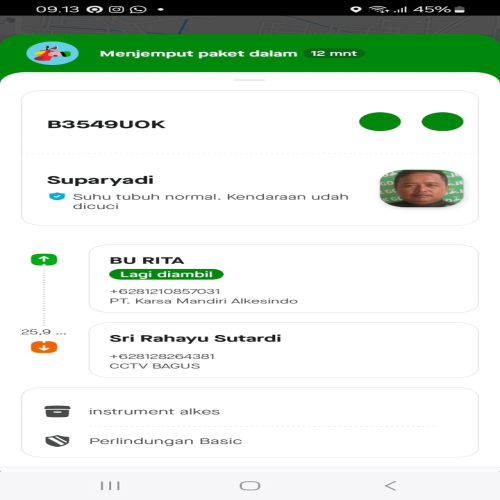 09.13
45%
Menjemput paket dalam 12 mnt
B3549UOK
Suparyadi
Suhu tubuh normal. Kendaraan udah
dicuci
BU RITA
Lagi diambil
+6281210857031
PT. Karsa Mandiri Alkesindo
25,9 ...
Sri Rahayu Sutardi
+628128264381
CCTV BAGUS
instrument alkes
Perlindungan Basic